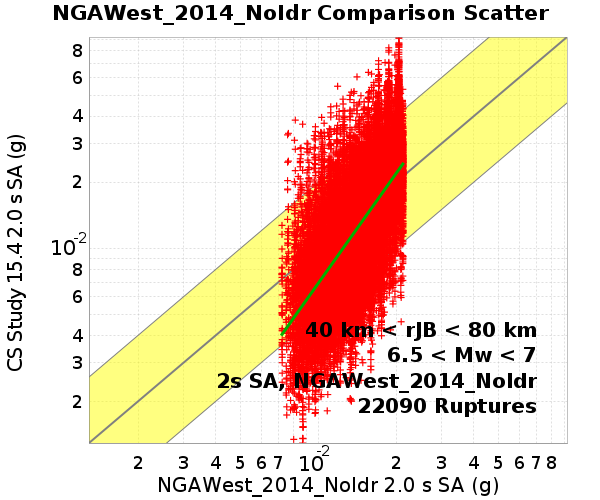 NGAWest_2014_NoIdr Comparison Scatter
CS Study 15.4 2.0 s SA (g)
8
6
4
3
2
10-2
8
6
4
3
2
40 km < rJB < 80 km
6.5 < Mw < 7
2s SA, NGAWest_2014_NoIdr
22090 Ruptures
2 3 4 5 6 7 10-2 2 3 4 5 6 7 8
NGAWest_2014_NoIdr 2.0 s SA (g)